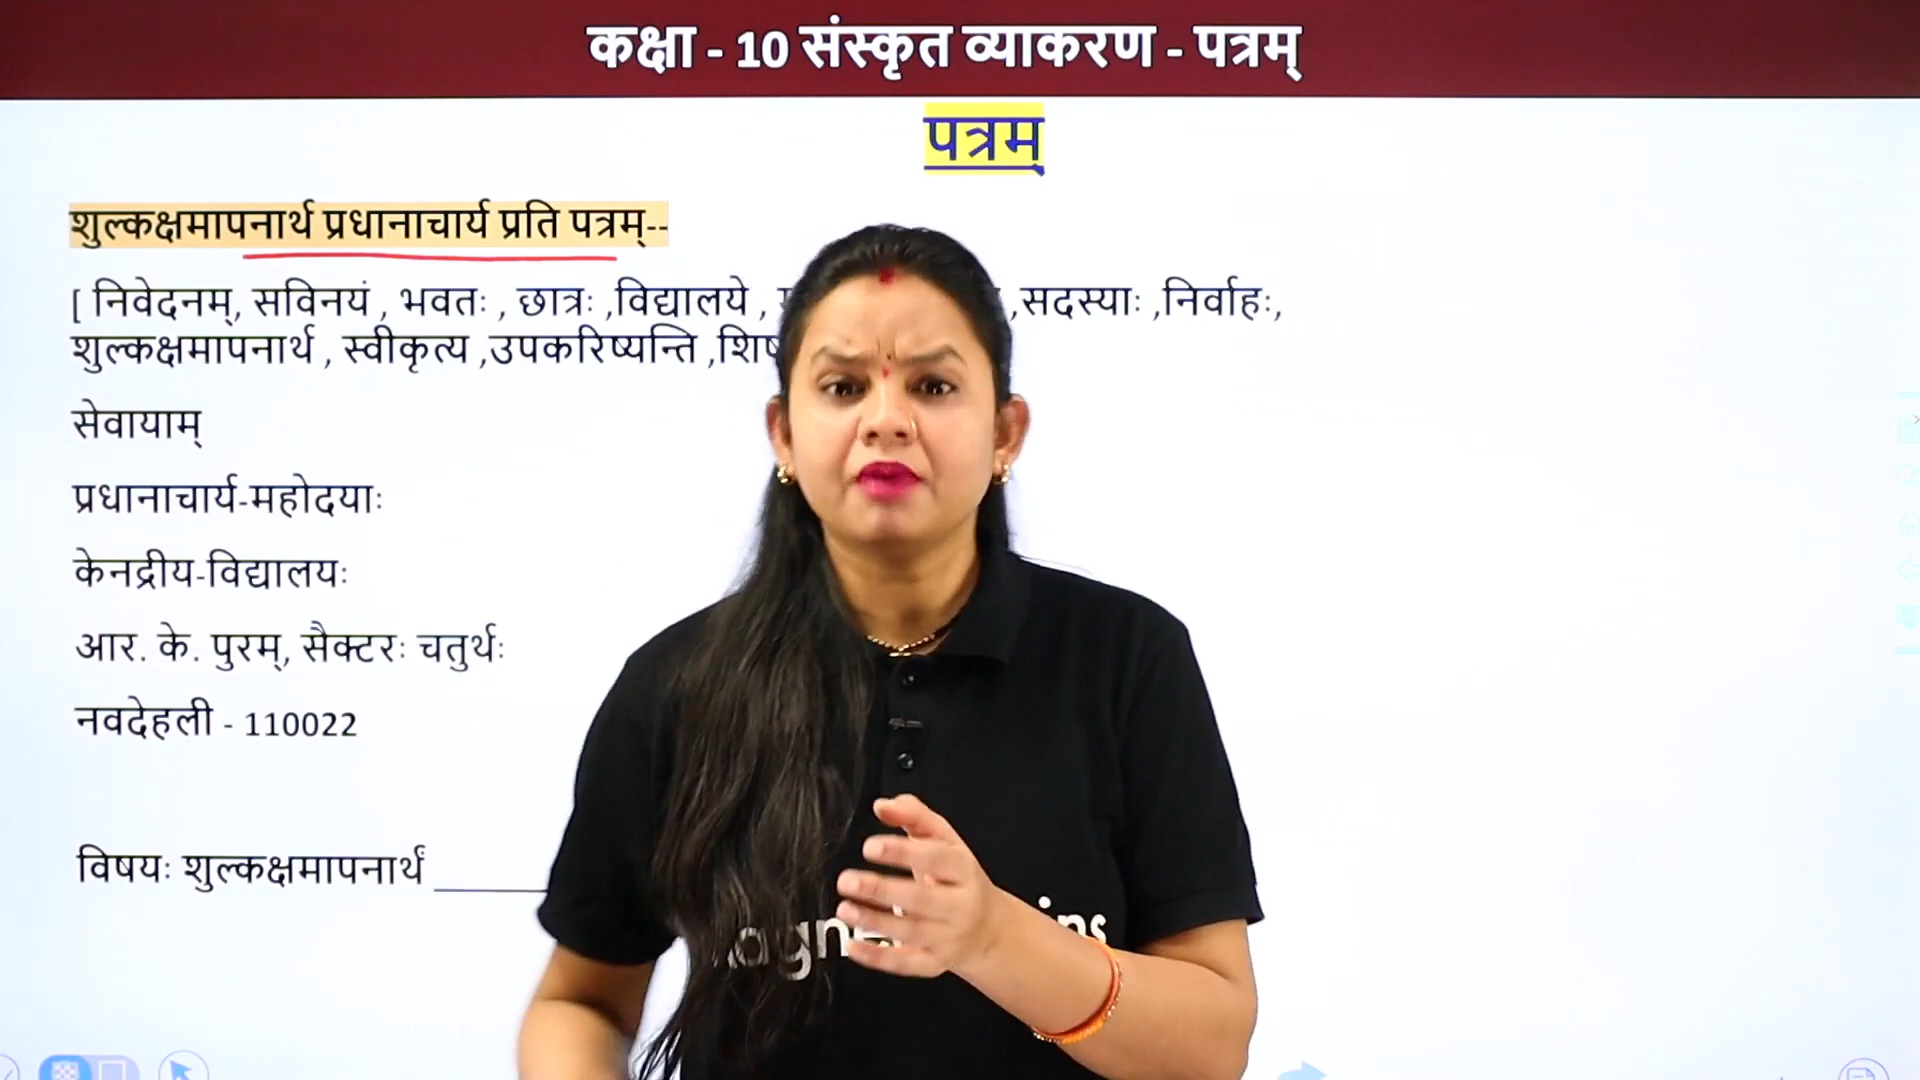 कक्षा - 10 संस्कृत व्याकरण - पत्रम्
पत्रम्
शुल्कक्षमापनार्थ प्रधानाचार्य प्रति पत्रम्--
[ निवेदनम्, सविनयं , भवतः , छात्रः ,विद्यालये , ,सदस्याः ,निर्वाहः,
शुल्कक्षमापनार्थ , स्वीकृत्य ,उपकरिष्यन्ति ,
सेवायाम्
प्रधानाचार्य-महोदयाः
केनद्रीय-विद्यालयः
आर. के. पुरम्, सैक्टरः चतुर्थः
नवदेहली - 110022
विषयः शुल्कक्षमापनार्थं